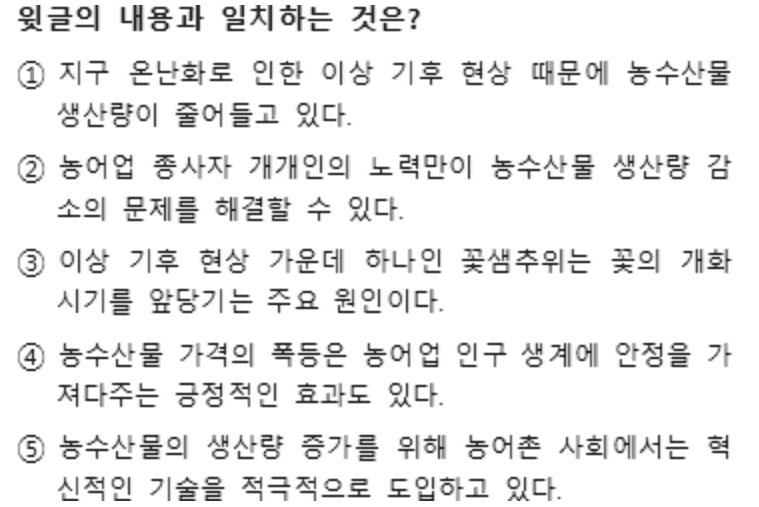 윗글의 내용과 일치하는 것은?
① 지구 온난화로 인한 이상 기후 현상 때문에 농수산물
생산량이 줄어들고 있다.
② 농어업 종사자 개개인의 노력만이 농수산물 생산량 감
소의 문제를 해결할 수 있다.
③ 이상 기후 현상 가운데 하나인 꽃샘추위는 꽃의 개화
시기를 앞당기는 주요 원인이다.
④ 농수산물 가격의 폭등은 농어업 인구 생계에 안정을 가
져다주는 긍정적인 효과도 있다.
⑤ 농수산물의 생산량 증가를 위해 농어촌 사회에서는 혁
신적인 기술을 적극적으로 도입하고 있다.